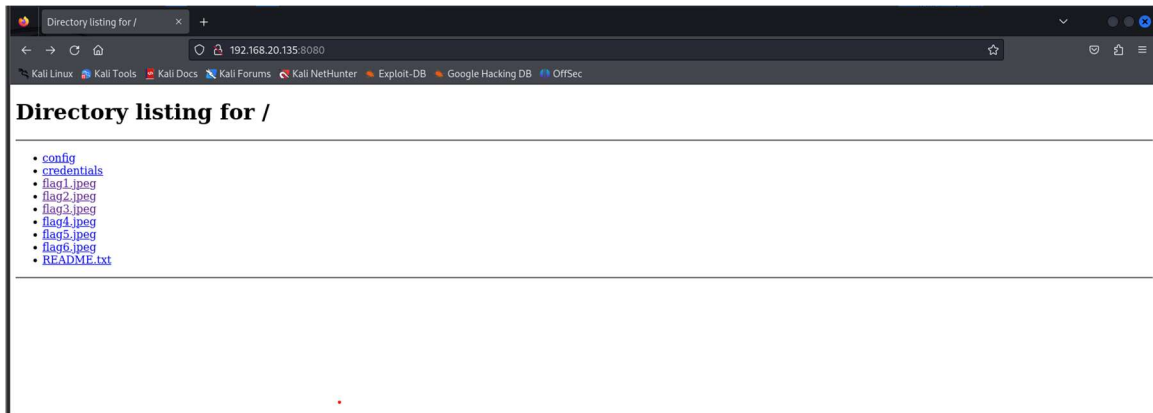 Directory listing for /
192.168.20.135:8080
Kali Linux Kali Tools Kali Docs Kali Forums Kali NetHunter Exploit-DB Google Hacking DB OffSec
Directory listing for /
config
credentials
flag1.jpeg
flag2.jpeg
flag3.jpeg
flag4.jpeg
flag5.jpeg
flag6.jpeg
README.txt